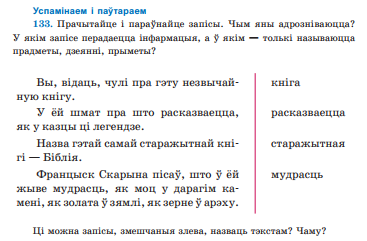 Успамінаем і паўтараем
133. Прачытайце і параўнайце запісы. Чым яны адрозніваюцца?
У якім запісе перадаецца інфармацыя, а ў якім — толькі называюцца
прадметы, дзеянні, прыметы?
Вы, відаць, чулі пра гэту незвычай-
ную кнігу.
У ёй шмат пра што расказваецца,
як у казцы ці легендзе.
Назва гэтай самай старажытнай кні-
гі — Біблія.
Францыск Скарына пісаў, што ў ёй
жыве мудрасць, як моц у дарагім ка-
мені, як золата ў зямлі, як зерне ў арэху.
кніга
расказваецца
старажытная
мудрасць
Ці можна запісы, змешчаныя злева, назваць тэкстам? Чаму?